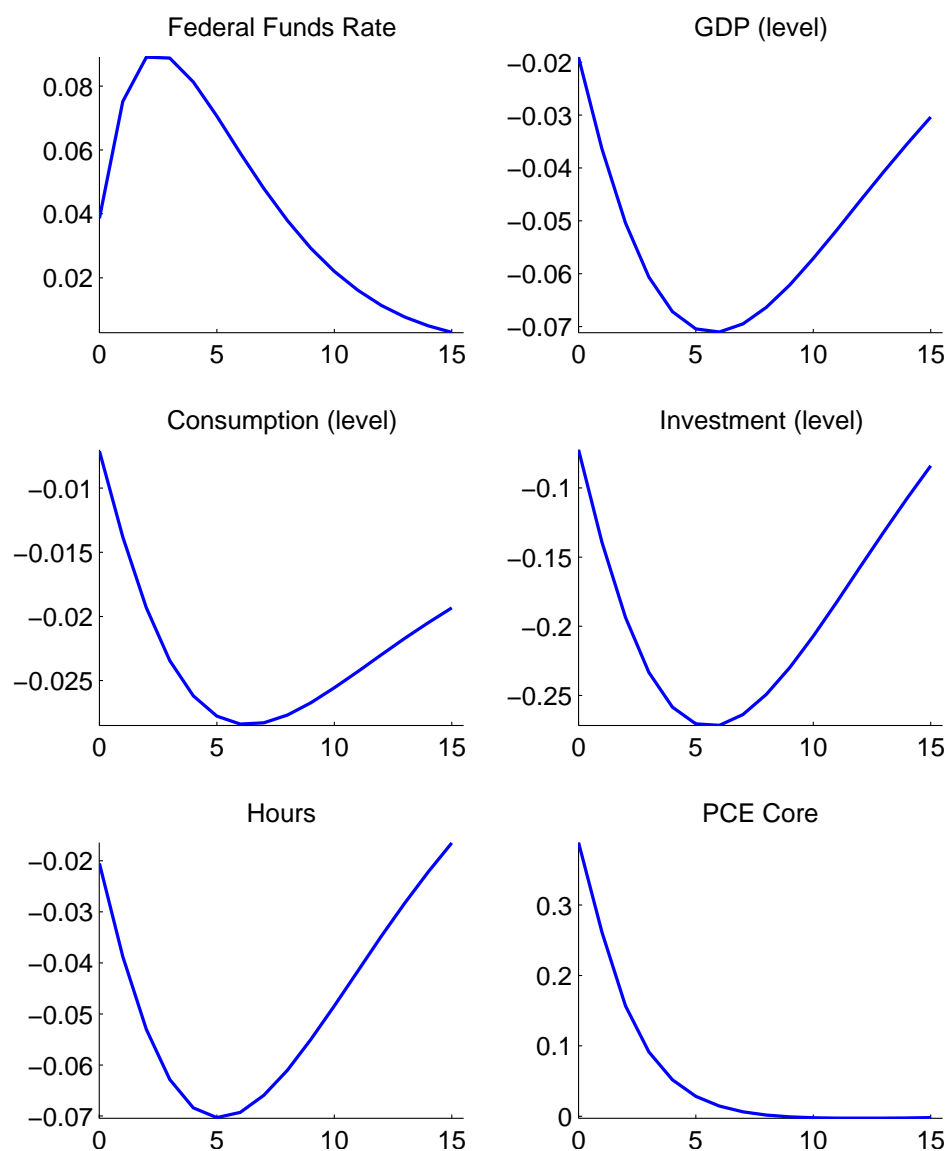 Federal Funds Rate
0.08
0.06
0.04
0.02
0 5 10 15
GDP (level)
−0.02
−0.03
−0.04
−0.05
−0.06
−0.07
0 5 10 15
Consumption (level)
−0.01
−0.015
−0.02
−0.025
0 5 10 15
Investment (level)
−0.1
−0.15
−0.2
−0.25
0 5 10 15
Hours
−0.02
−0.03
−0.04
−0.05
−0.06
−0.07
0 5 10 15
PCE Core
0.3
0.2
0.1
0
0 5 10 15